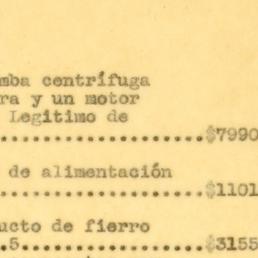 mba centrífuga
ra y un motor
Legitimo de
....................$7990
de alimentación
....................$1101
ucto de fierro
.5..................$3155